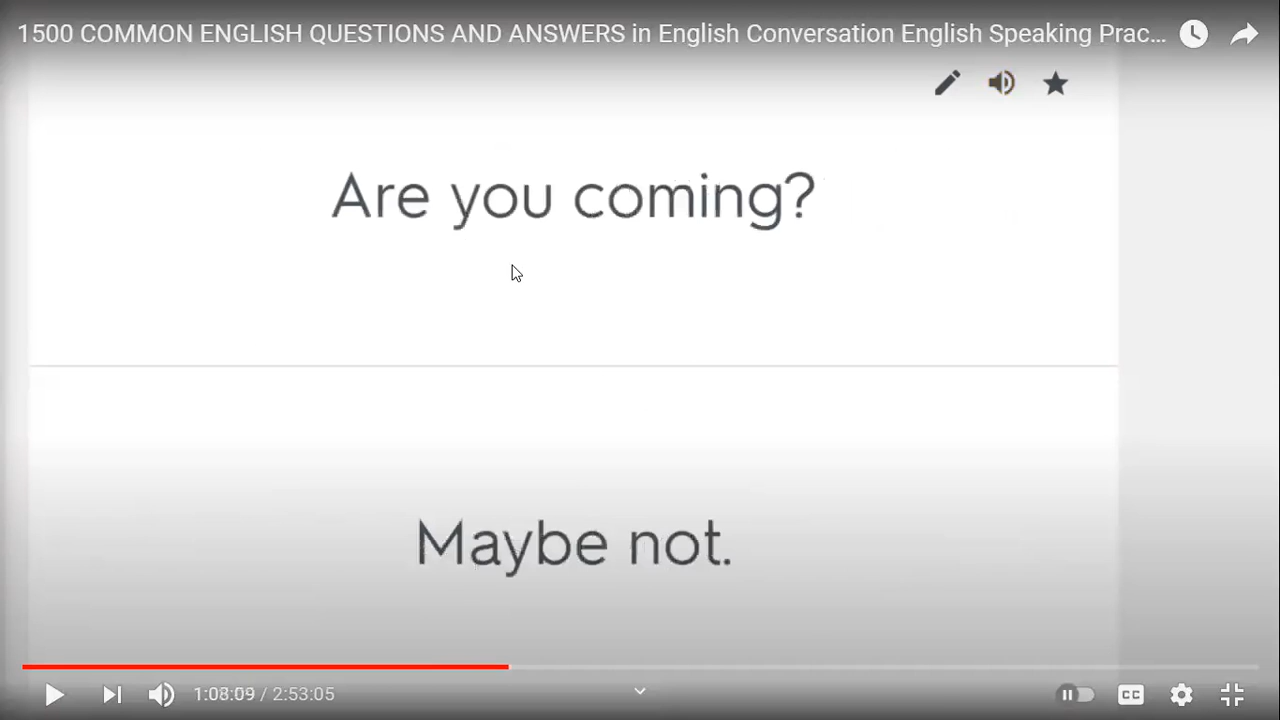 1500 COMMON ENGLISH QUESTIONS AND ANSWERS in English Conversation English Speaking Prac...
Are you coming?
Maybe not.
1:08:09 / 2:53:05
CC